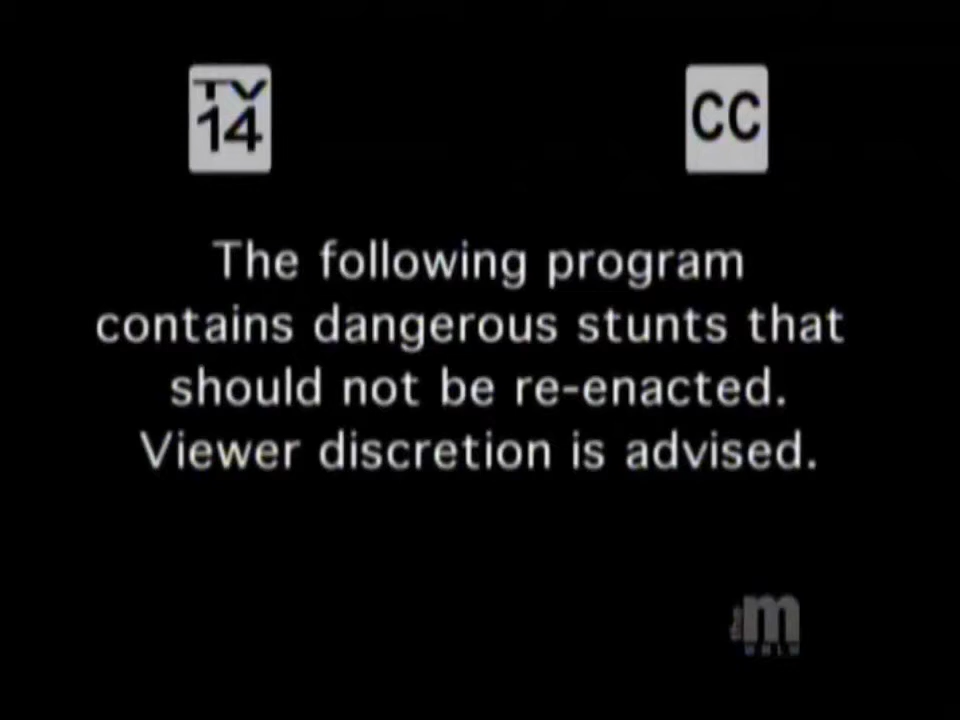 TV
14
CC
The following program
contains dangerous stunts that
should not be re-enacted.
Viewer discretion is advised.
the m